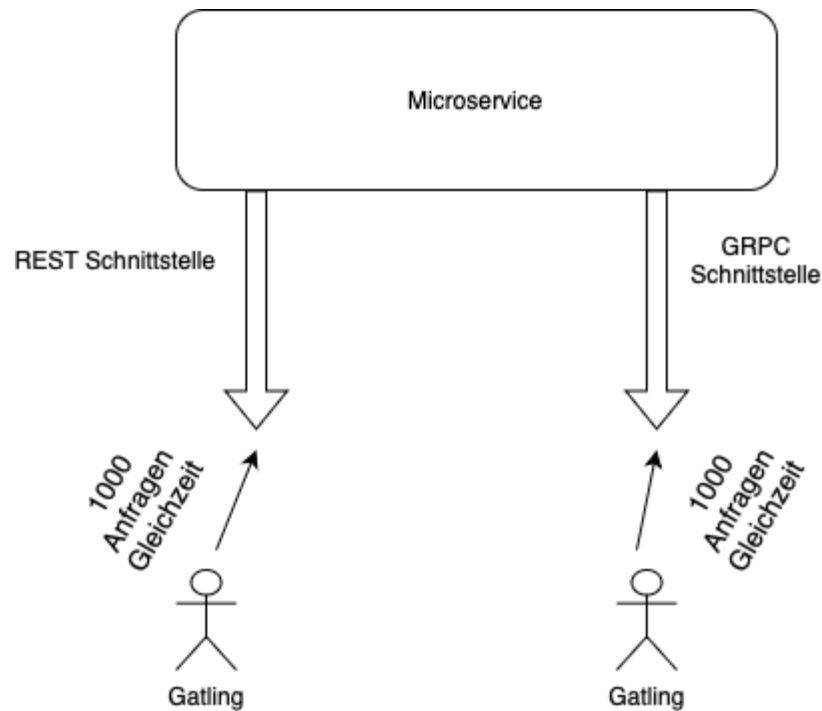 Microservice
REST Schnittstelle
GRPC
Schnittstelle
1000
Anfragen
Gleichzeit
1000
Anfragen
Gleichzeit
Gatling
Gatling